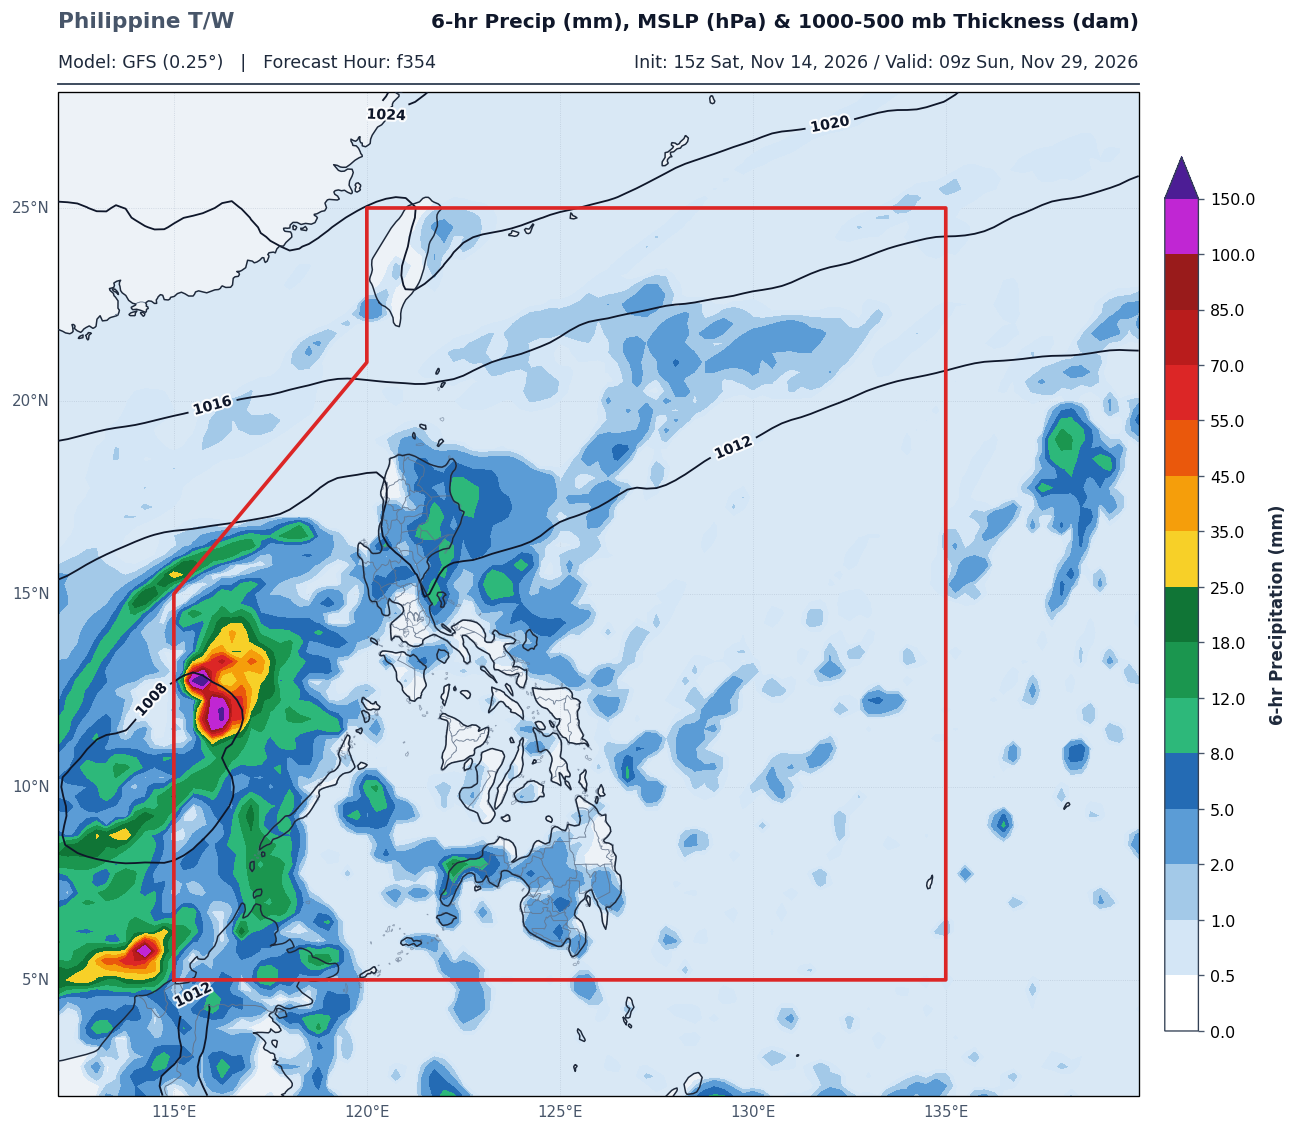 Philippine T/W
6-hr Precip (mm), MSLP (hPa) & 1000-500 mb Thickness (dam)
Model: GFS (0.25°)   |   Forecast Hour: f354
Init: 15z Sat, Nov 14, 2026 / Valid: 09z Sun, Nov 29, 2026
1024
1020
1016
1012
1008
1012
25°N
20°N
15°N
10°N
5°N
115°E
120°E
125°E
130°E
135°E
150.0
100.0
85.0
70.0
55.0
45.0
35.0
25.0
18.0
12.0
8.0
5.0
2.0
1.0
0.5
0.0
6-hr Precipitation (mm)